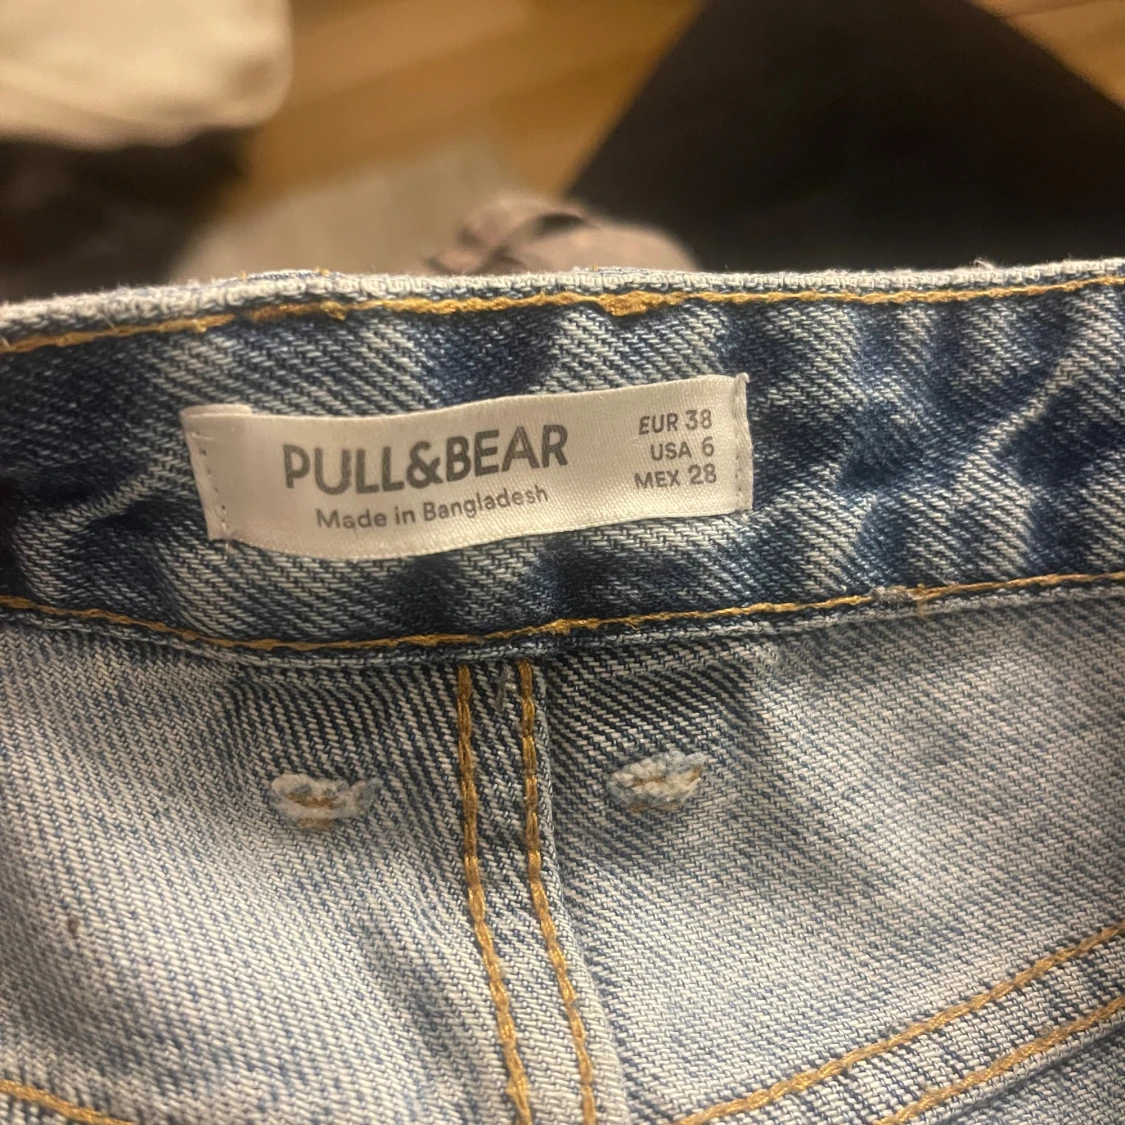 PULL&BEAR
Made in Bangladesh
EUR 38
USA 6
MEX 28